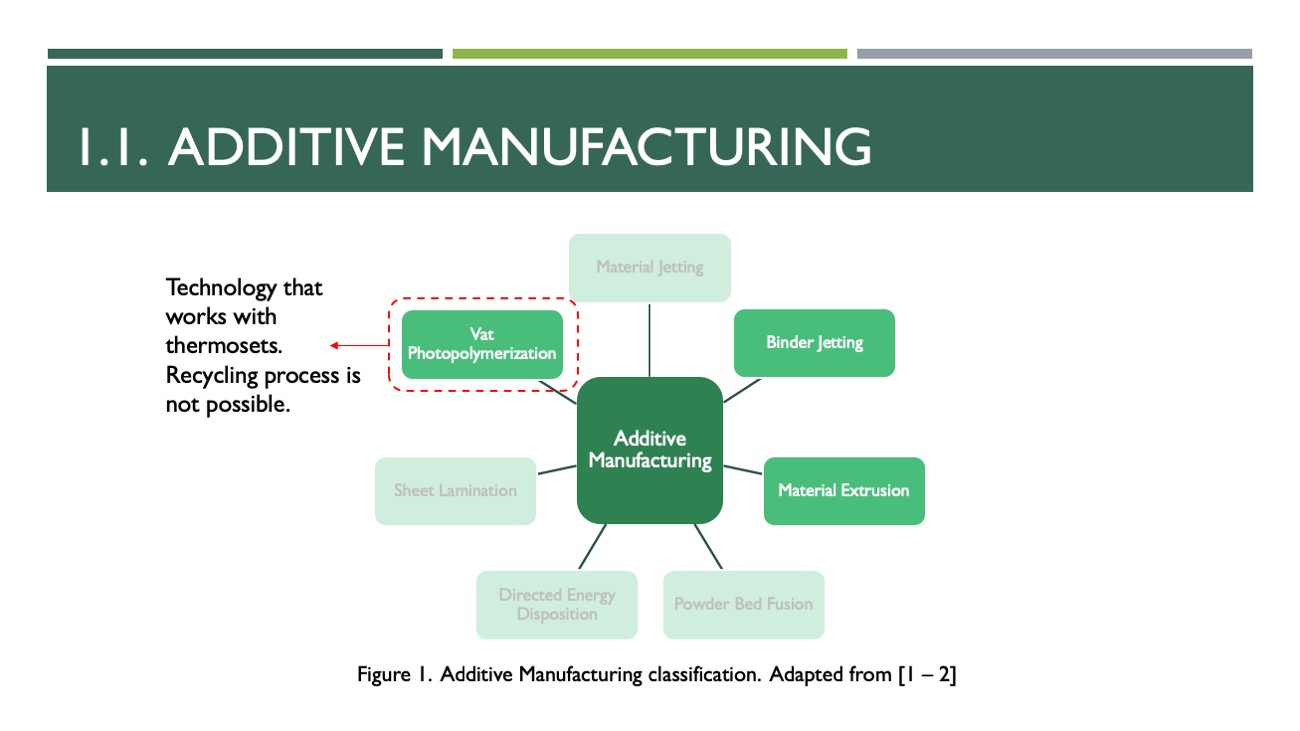 1.1. ADDITIVE MANUFACTURING
Technology that
works with
thermosets.
Recycling process is
not possible.
Material Jetting
Vat
Photopolymerization
Binder Jetting
Additive
Manufacturing
Sheet Lamination
Material Extrusion
Directed Energy
Disposition
Powder Bed Fusion
Figure 1. Additive Manufacturing classification. Adapted from [1 – 2]